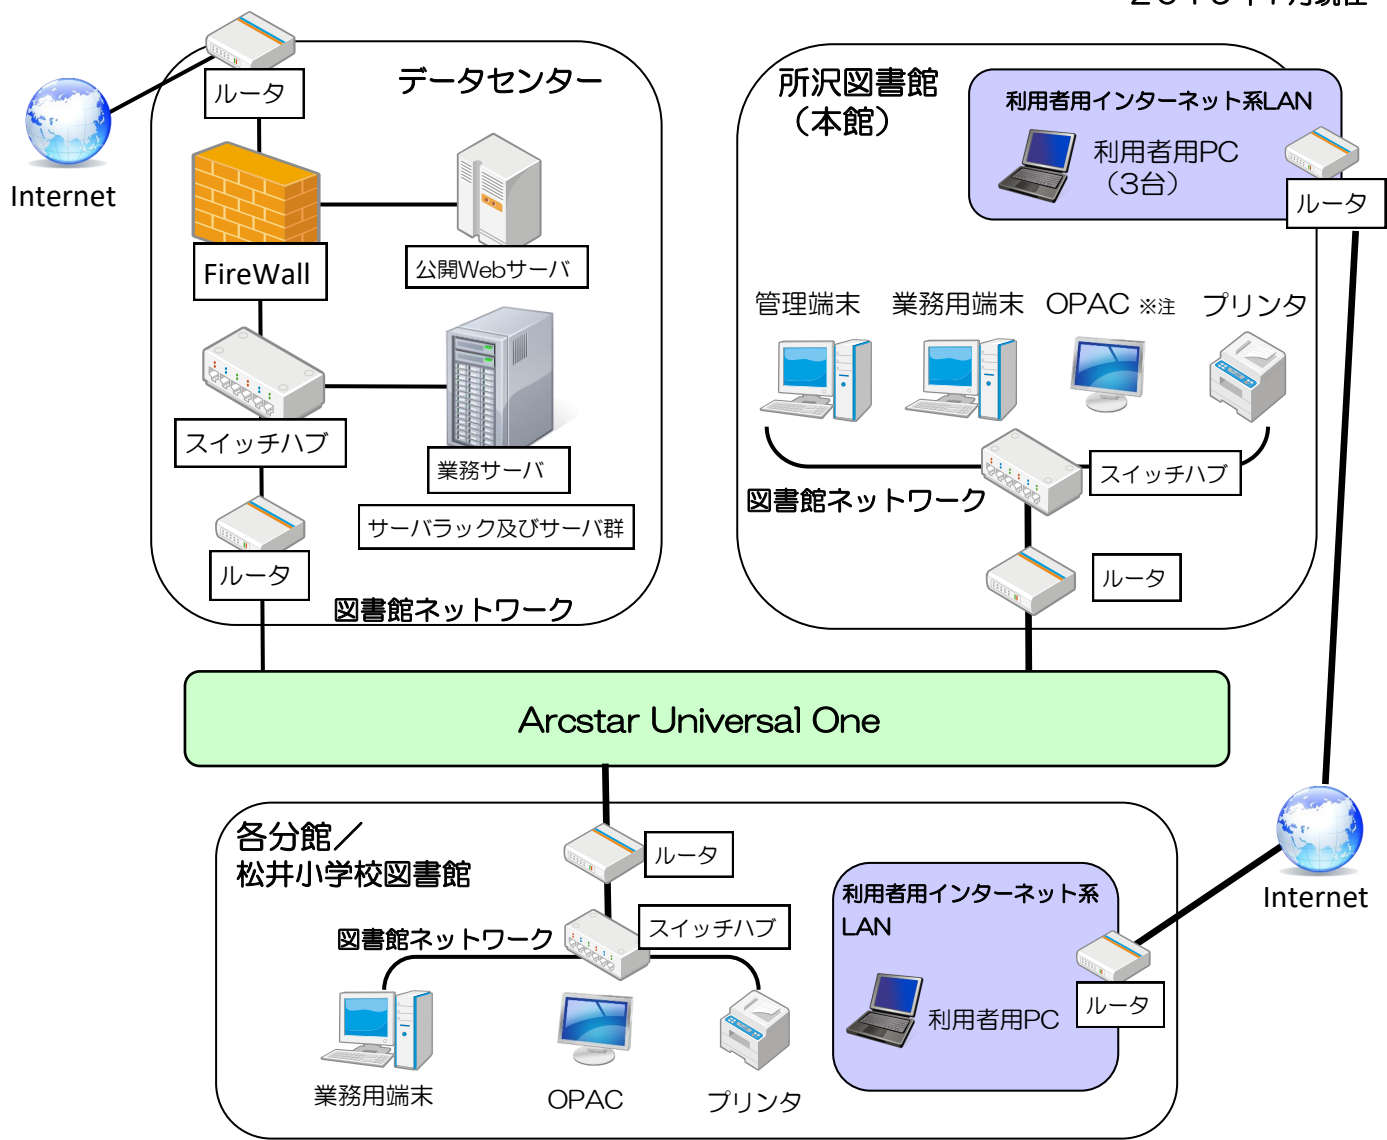 データセンター
ルータ
Internet
FireWall
公開Webサーバ
スイッチハブ
業務サーバ
サーバラック及びサーバ群
ルータ
図書館ネットワーク
所沢図書館
（本館）
利用者用インターネット系LAN
利用者用PC
（3台）
ルータ
管理端末
業務用端末
OPAC ※注
プリンタ
スイッチハブ
図書館ネットワーク
ルータ
Arcstar Universal One
各分館／
松井小学校図書館
ルータ
スイッチハブ
図書館ネットワーク
業務用端末
OPAC
プリンタ
利用者用インターネット系
LAN
利用者用PC
ルータ
Internet